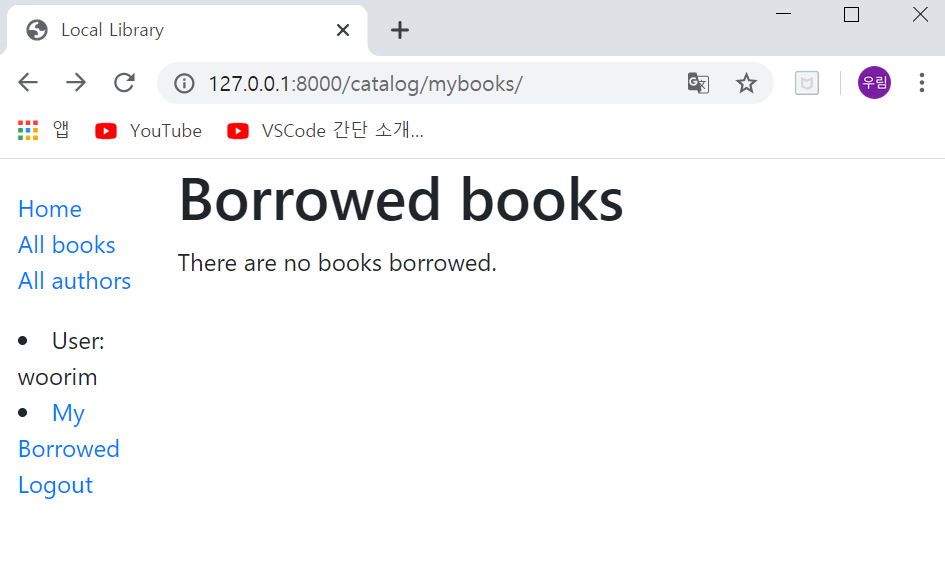 Local Library
127.0.0.1:8000/catalog/mybooks/
우림
앱
YouTube
VSCode 간단 소개...
Borrowed books
There are no books borrowed.
Home
All books
All authors
User:
woorim
My
Borrowed
Logout